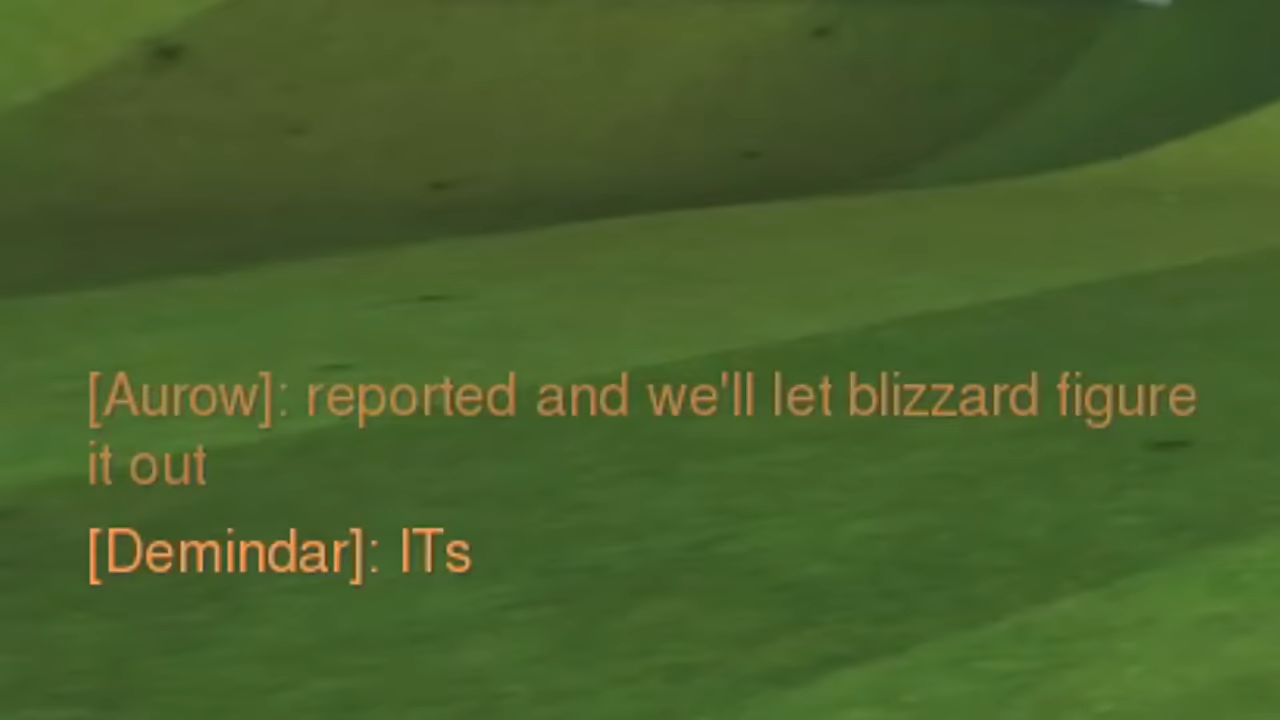 [Aurow]: reported and we'll let blizzard figure
it out
[Demindar]: ITs